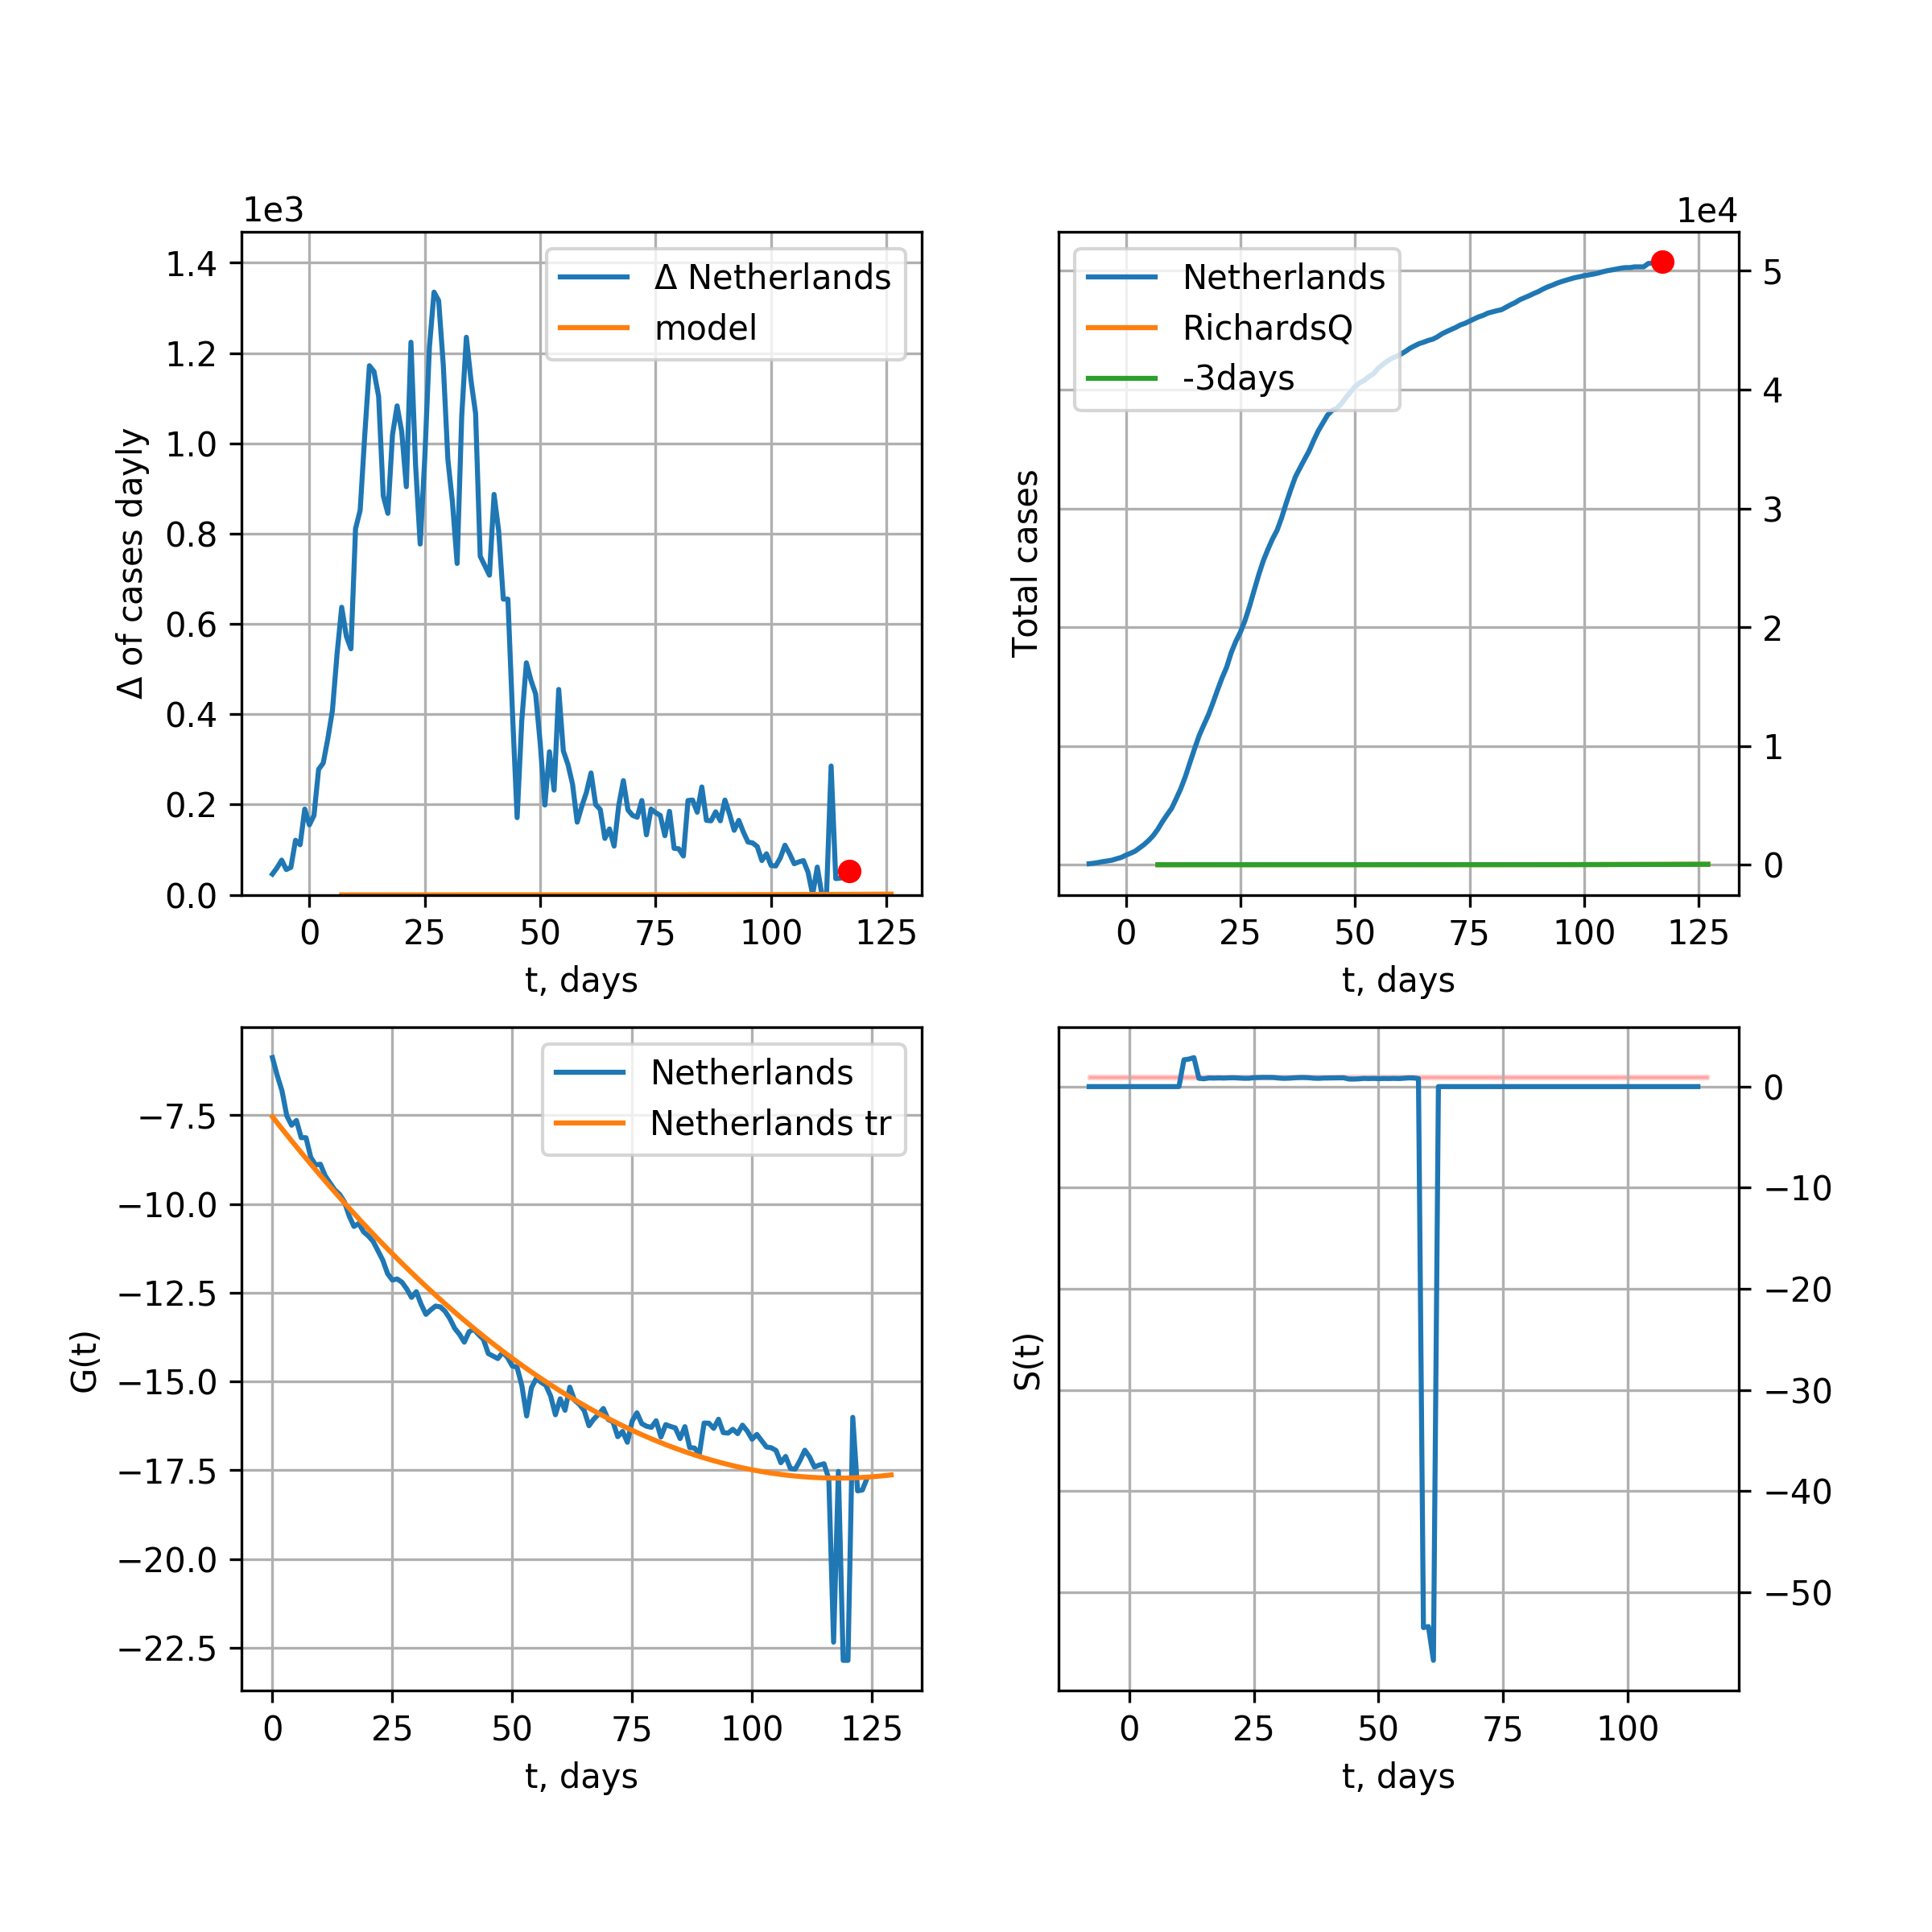 1e3
Δ Netherlands
model
1.4
1.2
1.0
0.8
0.6
0.4
0.2
0.0
Δ of cases dayly
0 25 50 75 100 125
t, days
1e4
Netherlands
RichardsQ
-3days
5
4
3
2
1
0
Total cases
0 25 50 75 100 125
t, days
Netherlands
Netherlands tr
−7.5
−10.0
−12.5
−15.0
−17.5
−20.0
−22.5
G(t)
0 25 50 75 100 125
t, days
0
−10
−20
−30
−40
−50
S(t)
0 25 50 75 100
t, days